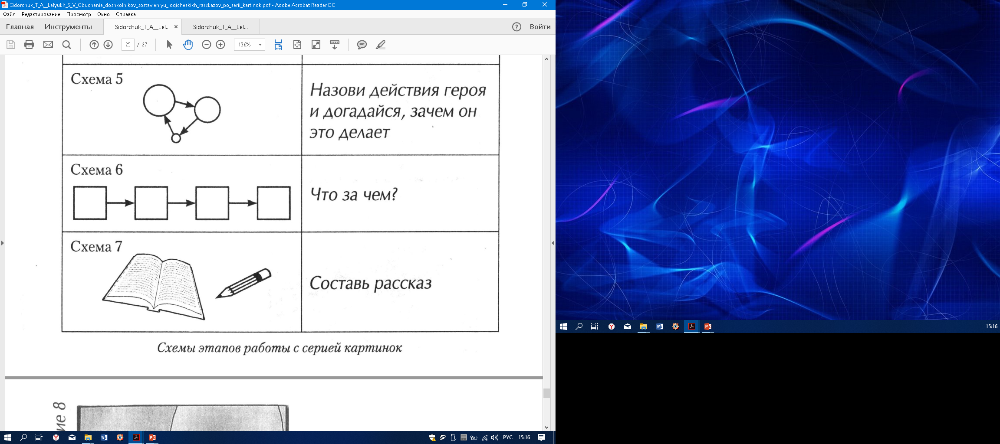 Sidorchuk_T_A__Lelyukh_S_V_Obuchenie_doshkolnikov_sostavleniyu_logicheskikh_rasskazov_po_serii_kartinok.pdf - Adobe Acrobat Reader DC
Файл Редактирование Просмотр Окно Справка
Главная Инструменты Sidorchuk_T_A__Lel... × Sidorchuk_T_A__Lel... ? Войти
25 / 27 136%
Схема 5
Назови действия героя
и догадайся, зачем он
это делает
Схема 6
Что за чем?
Схема 7
Составь рассказ
Схемы этапов работы с серией картинок
ие 8
РУС 15:16
15:16